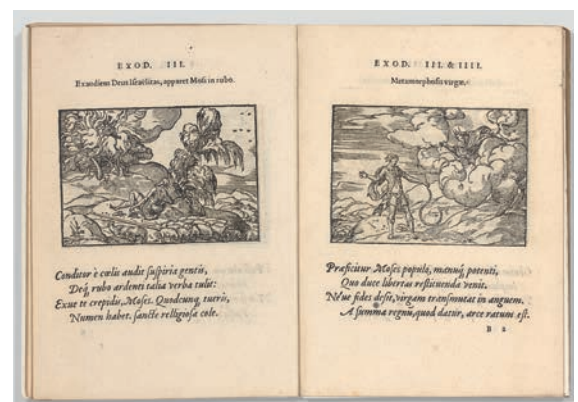 EXOD. III.
Exaudiens Deus Israëlitas, apparet Mosi in rubo.
Conditor è cœlis audit suspiria gentis,
Deq́; rubo ardenti talia verba tulit:
Exue te crepidis, Moses. Quodcunq; tueris,
Numen habet. sanctè religiosa cole.
EXOD. III. & IIII.
Metamorphosis virgæ.
Præficitur Moses populo, manuq́; potenti,
Quo duce libertas restituenda venit.
Néue fides desit, virgam transmutat in anguem.
A summa regnũ, quod datur, arce ratum est.
B 2